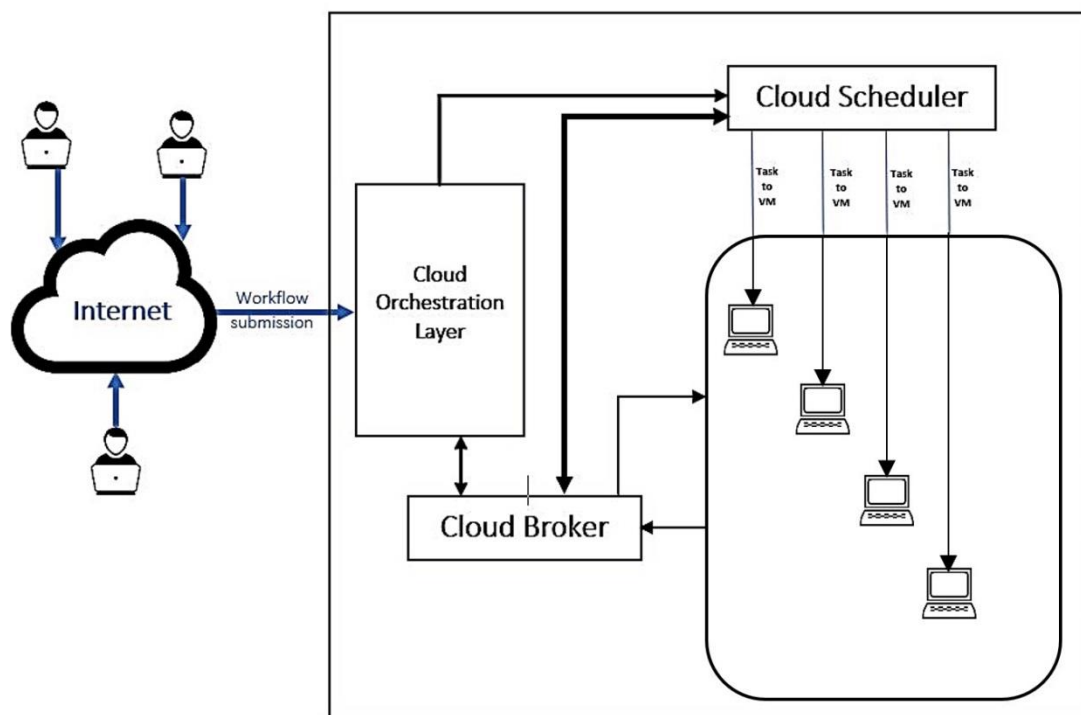 Cloud Scheduler
Task
to
VM
Task
to
VM
Task
to
VM
Task
to
VM
Internet
Workflow
submission
Cloud
Orchestration
Layer
Cloud Broker